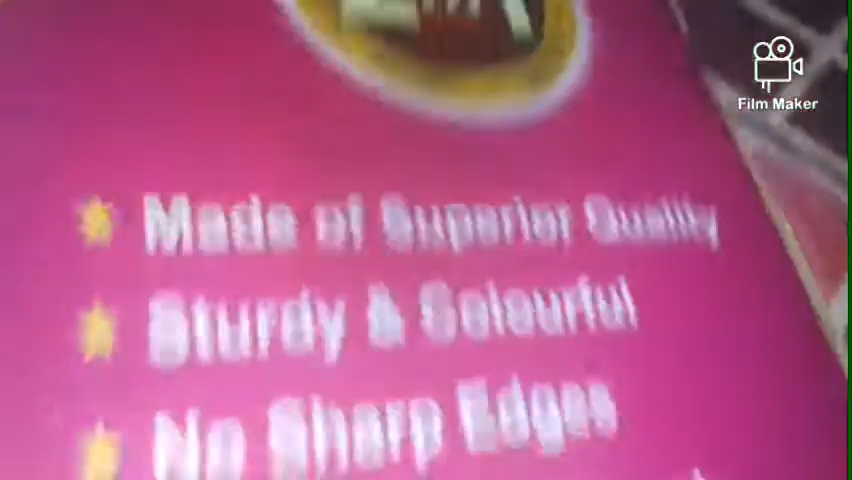 Film Maker
Made of Superior Quality
Sturdy & Colourful
No Sharp Edges